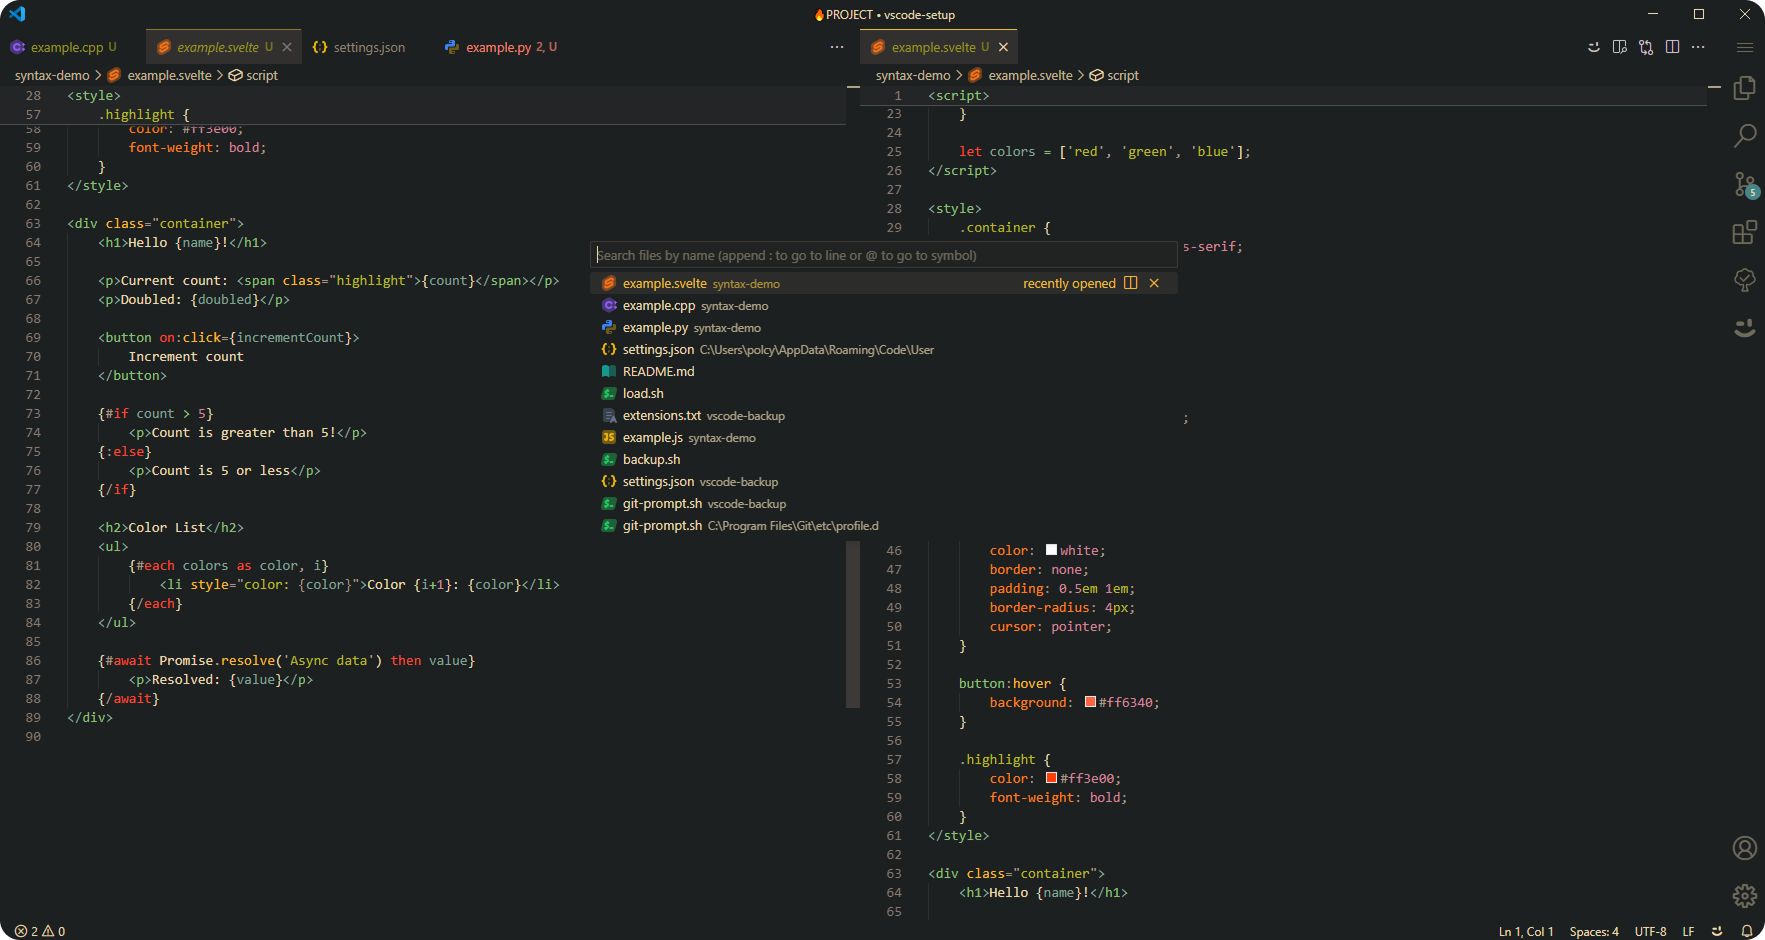 🔥PROJECT • vscode-setup
example.cpp U
example.svelte U
settings.json
example.py 2, U
syntax-demo > example.svelte > script
28 <style>
57 .highlight {
58 color: #ff3e00;
59 font-weight: bold;
60 }
61 </style>
62
63 <div class="container">
64 <h1>Hello {name}!</h1>
65
66 <p>Current count: <span class="highlight">{count}</span></p>
67 <p>Doubled: {doubled}</p>
68
69 <button on:click={incrementCount}>
70 Increment count
71 </button>
72
73 {#if count > 5}
74 <p>Count is greater than 5!</p>
75 {:else}
76 <p>Count is 5 or less</p>
77 {/if}
78
79 <h2>Color List</h2>
80 <ul>
81 {#each colors as color, i}
82 <li style="color: {color}">Color {i+1}: {color}</li>
83 {/each}
84 </ul>
85
86 {#await Promise.resolve('Async data') then value}
87 <p>Resolved: {value}</p>
88 {/await}
89 </div>
90
Search files by name (append : to go to line or @ to go to symbol)
example.svelte syntax-demo recently opened
example.cpp syntax-demo
example.py syntax-demo
settings.json C:\Users\polcy\AppData\Roaming\Code\User
README.md
load.sh
extensions.txt vscode-backup
example.js syntax-demo
backup.sh
settings.json vscode-backup
git-prompt.sh vscode-backup
git-prompt.sh C:\Program Files\Git\etc\profile.d
example.svelte U
syntax-demo > example.svelte > script
1 <script>
23 }
24
25 let colors = ['red', 'green', 'blue'];
26 </script>
27
28 <style>
29 .container {
s-serif;
;
46 color: white;
47 border: none;
48 padding: 0.5em 1em;
49 border-radius: 4px;
50 cursor: pointer;
51 }
52
53 button:hover {
54 background: #ff6340;
55 }
56
57 .highlight {
58 color: #ff3e00;
59 font-weight: bold;
60 }
61 </style>
62
63 <div class="container">
64 <h1>Hello {name}!</h1>
65
5
2 0
Ln 1, Col 1 Spaces: 4 UTF-8 LF